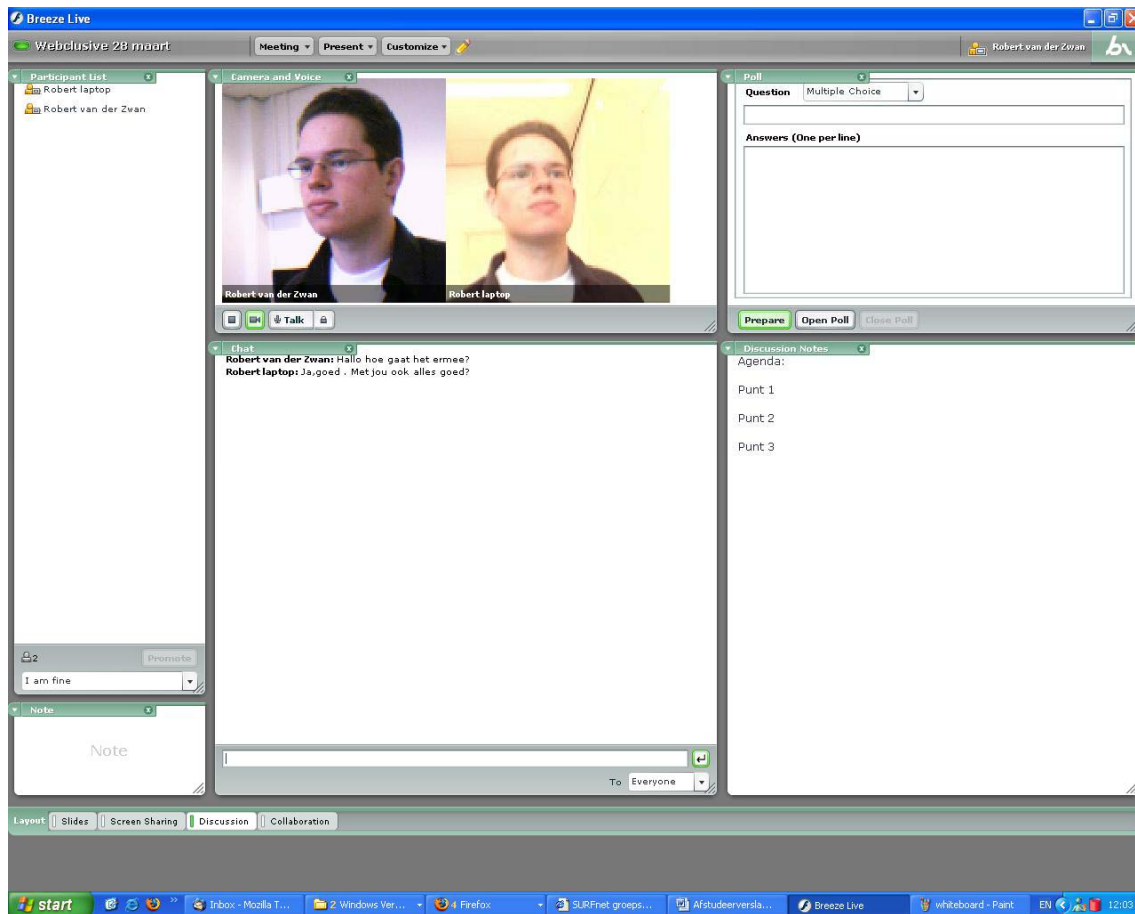 Breeze Live
Webclusive 28 maart
Meeting
Present
Customize
Robert van der Zwan
Participant List
Robert laptop
Robert van der Zwan
2
Promote
I am fine
Note
Note
Camera and Voice
Robert van der Zwan
Robert laptop
Talk
Chat
Robert van der Zwan: Hallo hoe gaat het ermee?
Robert laptop: Ja,goed . Met jou ook alles goed?
To Everyone
Poll
Question Multiple Choice
Answers (One per line)
Prepare Open Poll Close Poll
Discussion Notes
Agenda:
Punt 1
Punt 2
Punt 3
Layout Slides Screen Sharing Discussion Collaboration
start Inbox - Mozilla T... 2 Windows Ver... 4 Firefox SURFnet groeps... Afstudeerversla... Breeze Live whiteboard - Paint EN 12:03